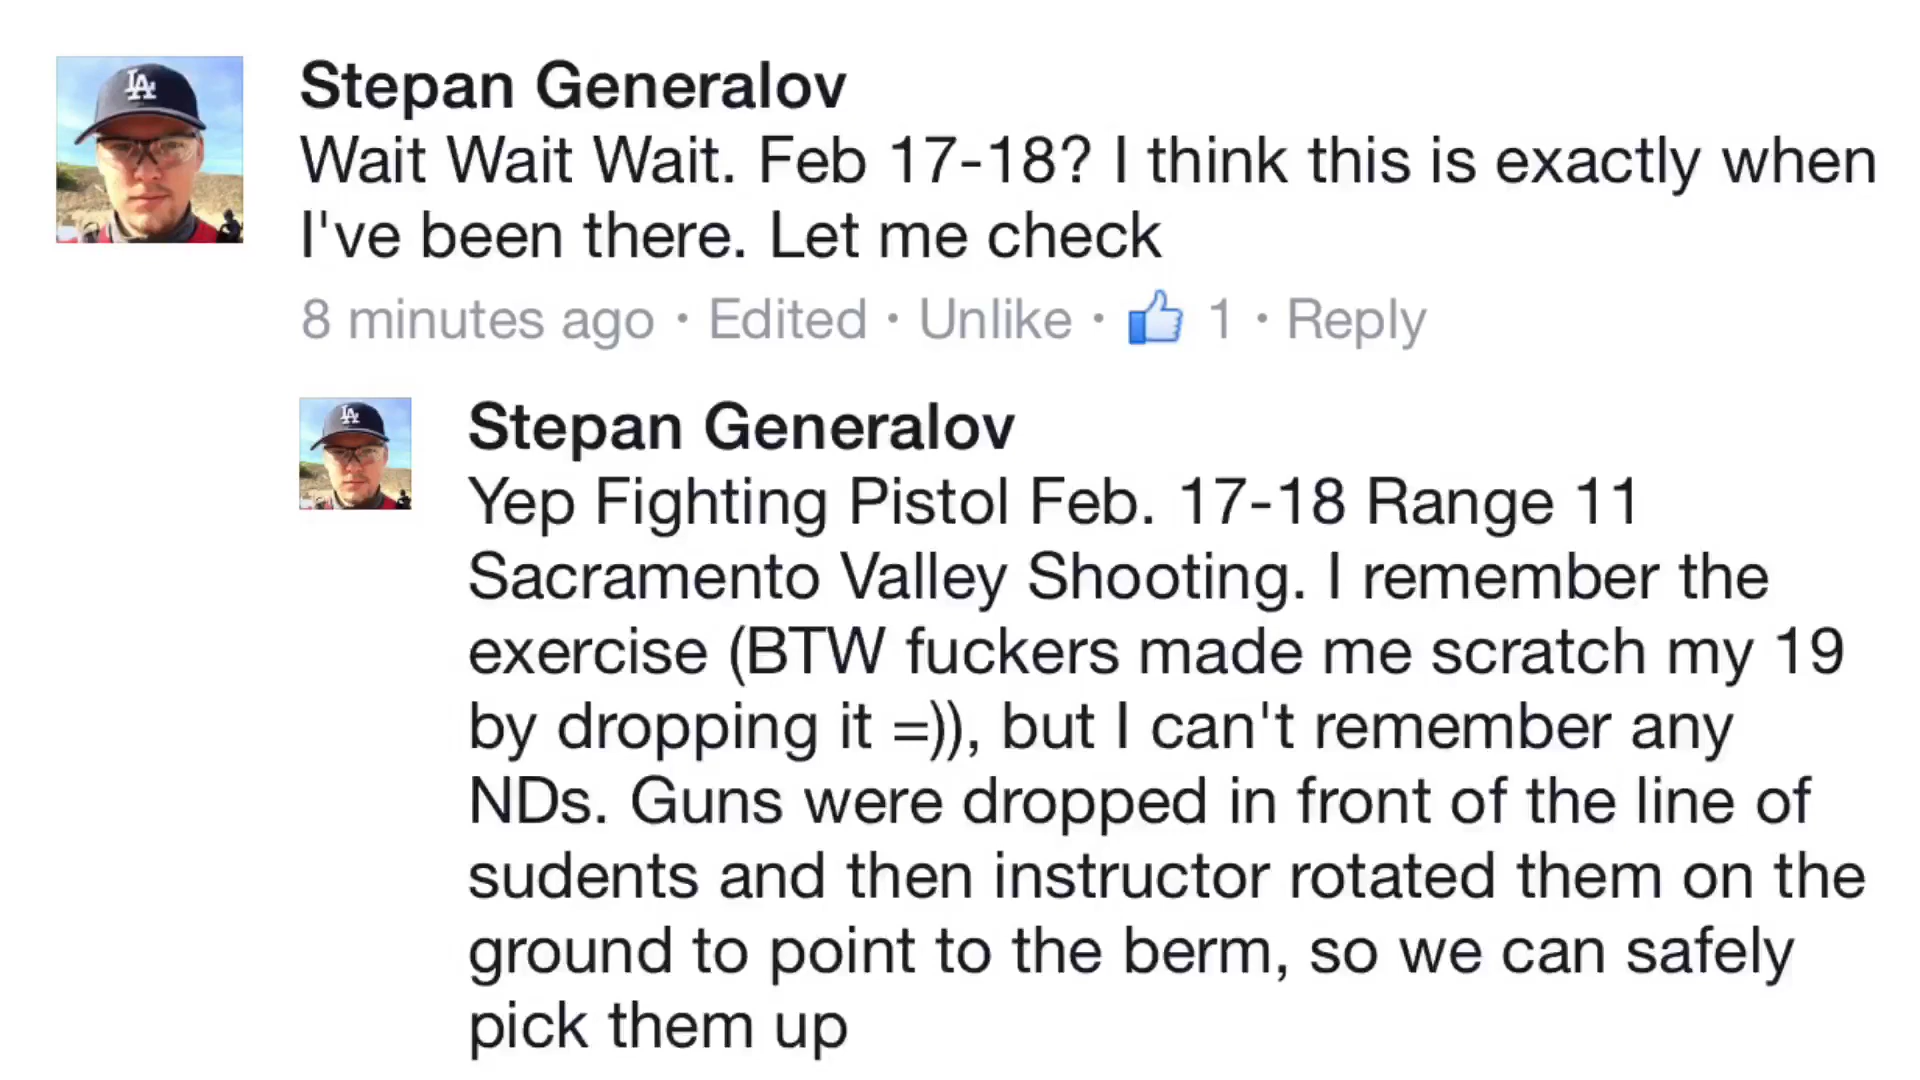 Stepan Generalov
Wait Wait Wait. Feb 17-18? I think this is exactly when
I've been there. Let me check
8 minutes ago · Edited · Unlike · 1 · Reply
Stepan Generalov
Yep Fighting Pistol Feb. 17-18 Range 11
Sacramento Valley Shooting. I remember the
exercise (BTW fuckers made me scratch my 19
by dropping it =)), but I can't remember any
NDs. Guns were dropped in front of the line of
sudents and then instructor rotated them on the
ground to point to the berm, so we can safely
pick them up